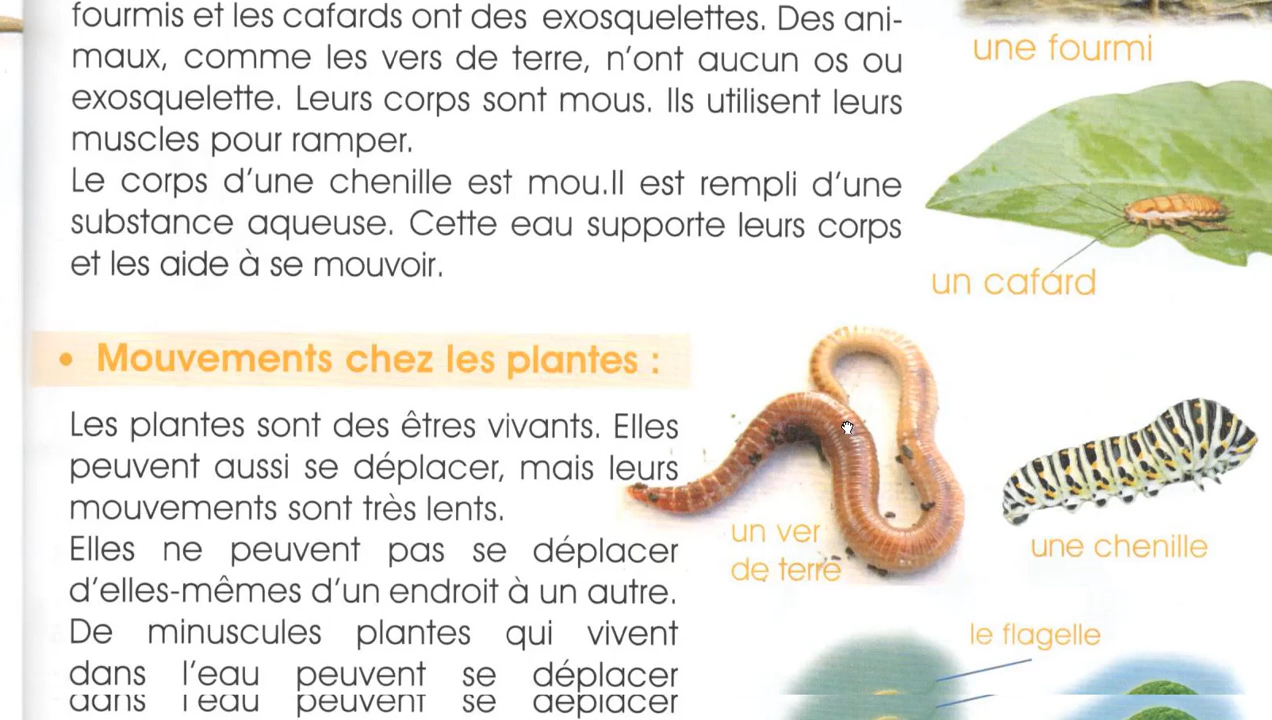 fourmis et les cafards ont des exosquelettes. Des ani-
maux, comme les vers de terre, n'ont aucun os ou
exosquelette. Leurs corps sont mous. Ils utilisent leurs
muscles pour ramper.
Le corps d'une chenille est mou.Il est rempli d'une
substance aqueuse. Cette eau supporte leurs corps
et les aide à se mouvoir.
une fourmi
un cafard
• Mouvements chez les plantes :
Les plantes sont des êtres vivants. Elles
peuvent aussi se déplacer, mais leurs
mouvements sont très lents.
Elles ne peuvent pas se déplacer
d'elles-mêmes d'un endroit à un autre.
De minuscules plantes qui vivent
dans l'eau peuvent se déplacer
dans l'eau peuvent se déplacer
un ver
de terre
une chenille
le flagelle